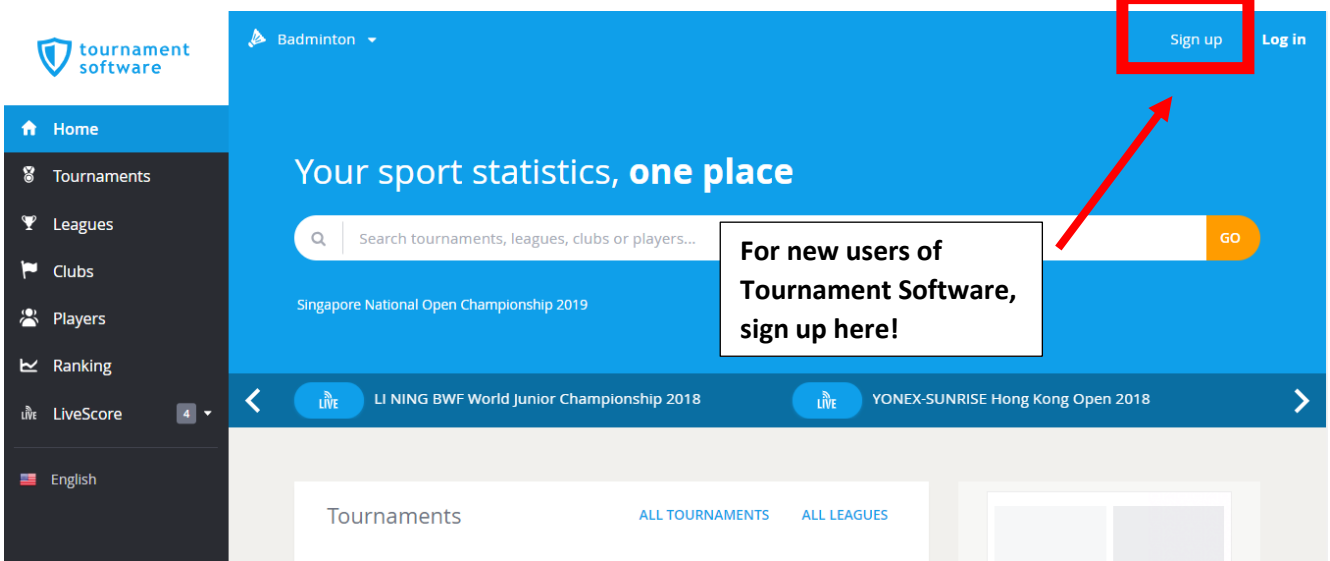 tournament
software
Badminton
Sign up
Log in
Home
Tournaments
Leagues
Clubs
Players
Ranking
LIVE LiveScore 4
English
Your sport statistics, one place
Search tournaments, leagues, clubs or players...
GO
Singapore National Open Championship 2019
For new users of
Tournament Software,
sign up here!
LIVE LI NING BWF World Junior Championship 2018
LIVE YONEX-SUNRISE Hong Kong Open 2018
Tournaments
ALL TOURNAMENTS
ALL LEAGUES